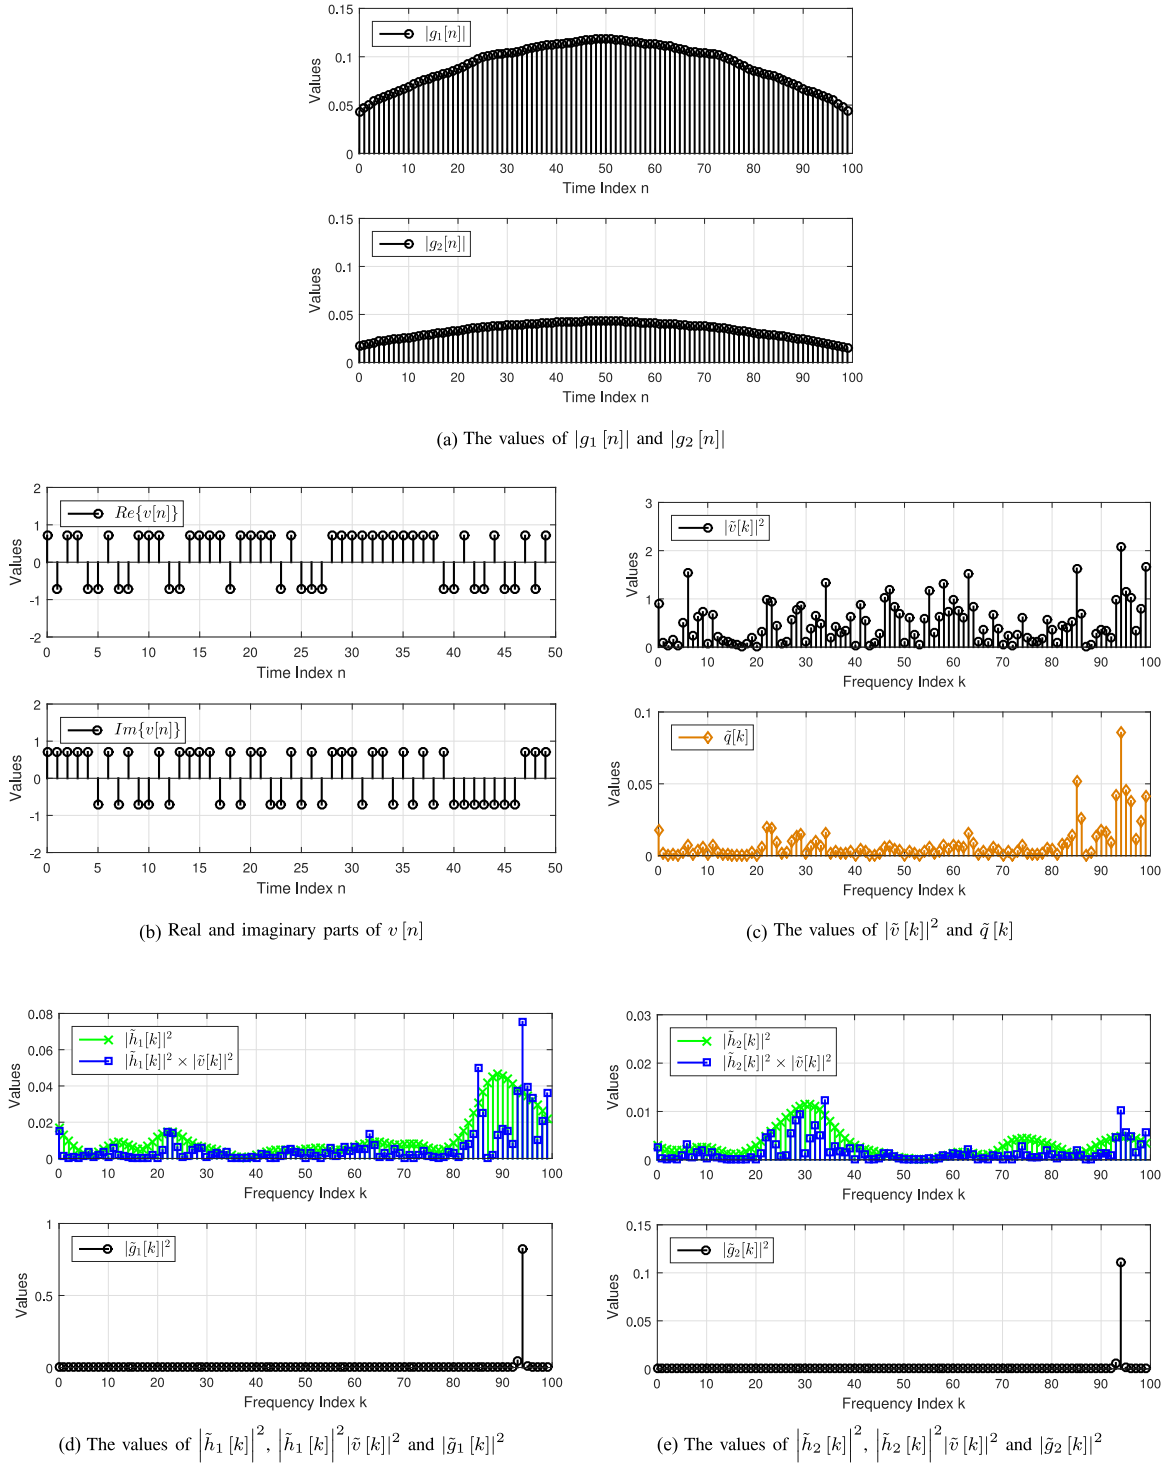 0.15
0.1
0.05
0
Values
|g₁[n]|
0 10 20 30 40 50 60 70 80 90 100
Time Index n
0.15
0.1
0.05
0
Values
|g₂[n]|
0 10 20 30 40 50 60 70 80 90 100
Time Index n
(a) The values of |g₁ [n]| and |g₂ [n]|
2
1
0
-1
-2
Values
Re{v[n]}
0 5 10 15 20 25 30 35 40 45 50
Time Index n
2
1
0
-1
-2
Values
Im{v[n]}
0 5 10 15 20 25 30 35 40 45 50
Time Index n
(b) Real and imaginary parts of v [n]
3
2
1
0
Values
|ṽ[k]|²
0 10 20 30 40 50 60 70 80 90 100
Frequency Index k
0.1
0.05
0
Values
q̃[k]
0 10 20 30 40 50 60 70 80 90 100
Frequency Index k
(c) The values of |ṽ [k]|² and q̃ [k]
0.08
0.06
0.04
0.02
0
Values
|h̃₁[k]|²
|h̃₁[k]|² × |ṽ[k]|²
0 10 20 30 40 50 60 70 80 90 100
Frequency Index k
1
0.5
0
Values
|g̃₁[k]|²
0 10 20 30 40 50 60 70 80 90 100
Frequency Index k
(d) The values of |h̃₁ [k]|², |h̃₁ [k]|² |ṽ [k]|² and |g̃₁ [k]|²
0.03
0.02
0.01
0
Values
|h̃₂[k]|²
|h̃₂[k]|² × |ṽ[k]|²
0 10 20 30 40 50 60 70 80 90 100
Frequency Index k
0.15
0.1
0.05
0
Values
|g̃₂[k]|²
0 10 20 30 40 50 60 70 80 90 100
Frequency Index k
(e) The values of |h̃₂ [k]|², |h̃₂ [k]|² |ṽ [k]|² and |g̃₂ [k]|²